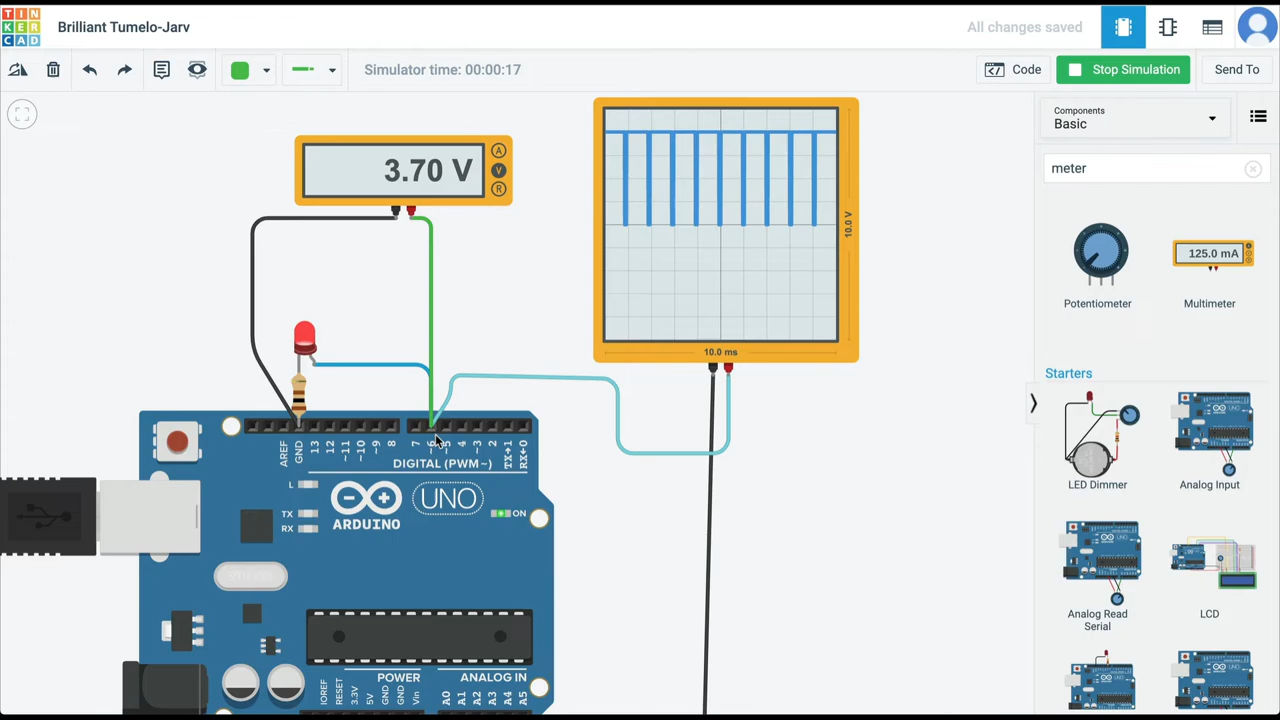 TIN
KER
CAD
Brilliant Tumelo-Jarv
All changes saved
Simulator time: 00:00:17
Code
Stop Simulation
Send To
Components
Basic
meter
3.70 V
A
V
R
10.0 V
10.0 ms
125.0 mA
Potentiometer
Multimeter
Starters
LED Dimmer
Analog Input
Analog Read
Serial
LCD
AREF
GND
13
12
~11
~10
~9
8
7
~6
~5
4
~3
2
TX→1
RX←0
DIGITAL (PWM~)
L
TX
RX
ARDUINO
UNO
ON
POWER
ANALOG IN
IOREF
RESET
3.3V
5V
GND
GND
Vin
A0
A1
A2
A3
A4
A5